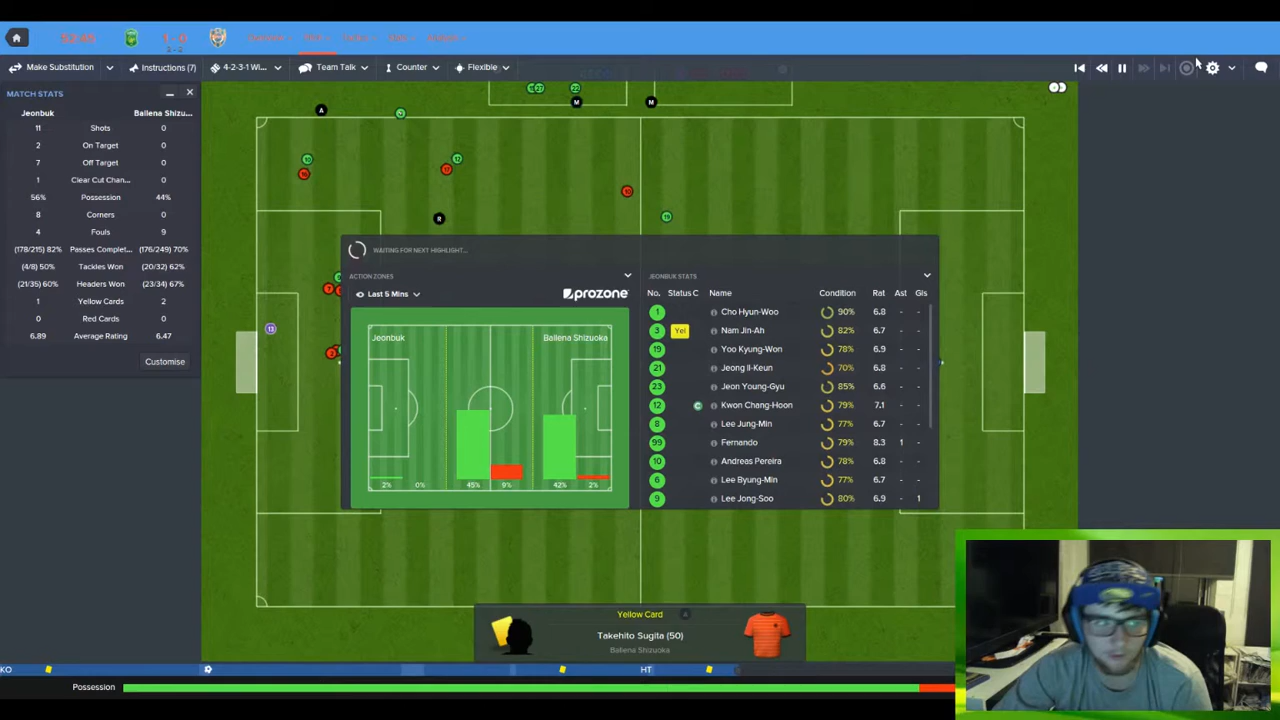 1 - 0
Make Substitution
Instructions (7)
4-2-3-1 Wi...
Team Talk
Counter
Flexible
MATCH STATS
Jeonbuk Ballena Shizu...
11 Shots 0
2 On Target 0
7 Off Target 0
1 Clear Cut Chan... 0
56% Possession 44%
8 Corners 0
4 Fouls 9
(178/215) 82% Passes Complet... (176/249) 70%
(4/8) 50% Tackles Won (20/32) 62%
(21/35) 60% Headers Won (23/34) 67%
1 Yellow Cards 2
0 Red Cards 0
6.89 Average Rating 6.47
Customise
A
M
M
R
WAITING FOR NEXT HIGHLIGHT...
ACTION ZONES
Last 5 Mins
prozone
Jeonbuk Ballena Shizuoka
2% 0% 45% 9% 42% 2%
JEONBUK STATS
No. Status C Name Condition Rat Ast Gls
1 Cho Hyun-Woo 90% 6.8 - -
3 Yel Nam Jin-Ah 82% 6.7 - -
19 Yoo Kyung-Won 78% 6.9 - -
21 Jeong Il-Keun 70% 6.8 - -
23 Jeon Young-Gyu 85% 6.6 - -
12 C Kwon Chang-Hoon 79% 7.1 - -
8 Lee Jung-Min 77% 6.7 - -
99 Fernando 79% 8.3 1 -
10 Andreas Pereira 78% 6.8 - -
6 Lee Byung-Min 77% 6.7 - -
9 Lee Jong-Soo 80% 6.9 - 1
Yellow Card
Takehito Sugita (50)
Ballena Shizuoka
KO
HT
Possession